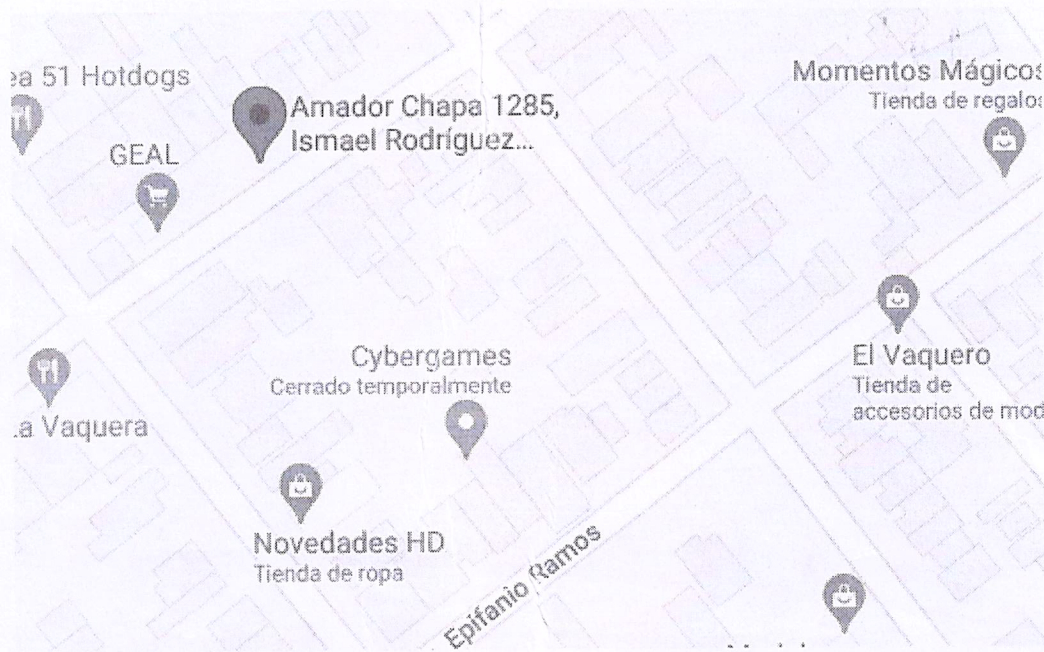 ea 51 Hotdogs
GEAL
Amador Chapa 1285,
Ismael Rodríguez...
Momentos Mágicos
Tienda de regalos
Cybergames
Cerrado temporalmente
El Vaquero
Tienda de
accesorios de mod
a Vaquera
Novedades HD
Tienda de ropa
Epifanio Ramos